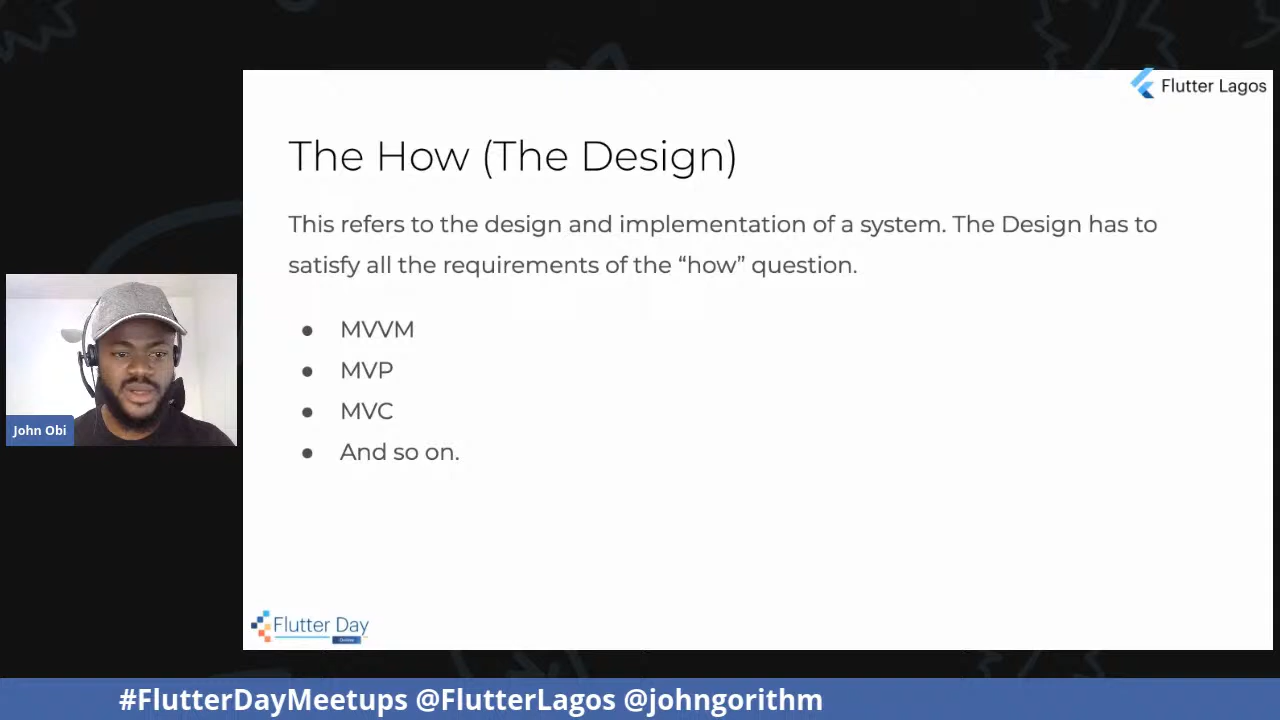 Flutter Lagos
The How (The Design)
This refers to the design and implementation of a system. The Design has to
satisfy all the requirements of the “how” question.
● MVVM
● MVP
● MVC
● And so on.
John Obi
Flutter Day
#FlutterDayMeetups @FlutterLagos @johngorithm